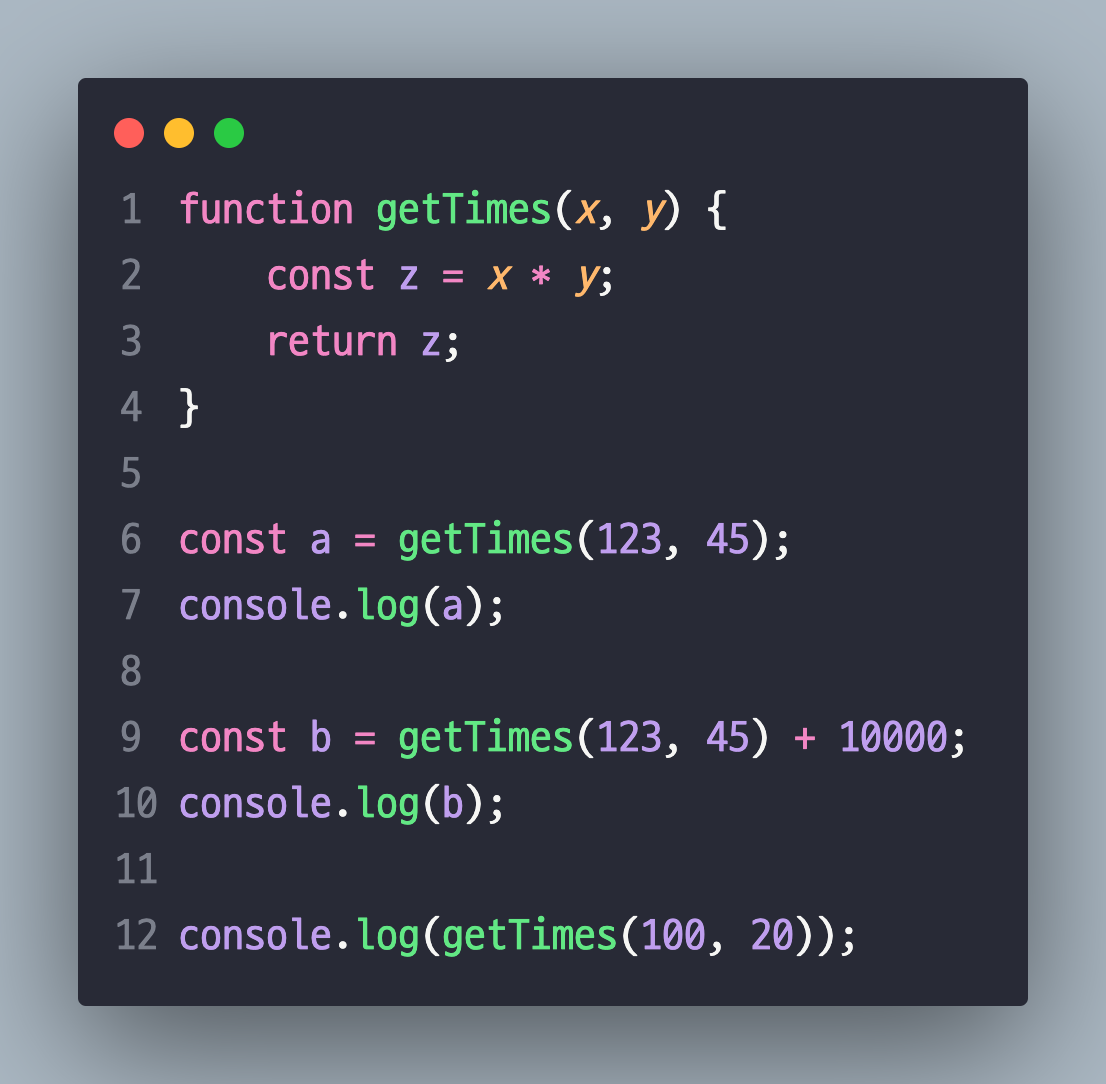 1 function getTimes(x, y) {
2     const z = x * y;
3     return z;
4 }
5
6 const a = getTimes(123, 45);
7 console.log(a);
8
9 const b = getTimes(123, 45) + 10000;
10 console.log(b);
11
12 console.log(getTimes(100, 20));